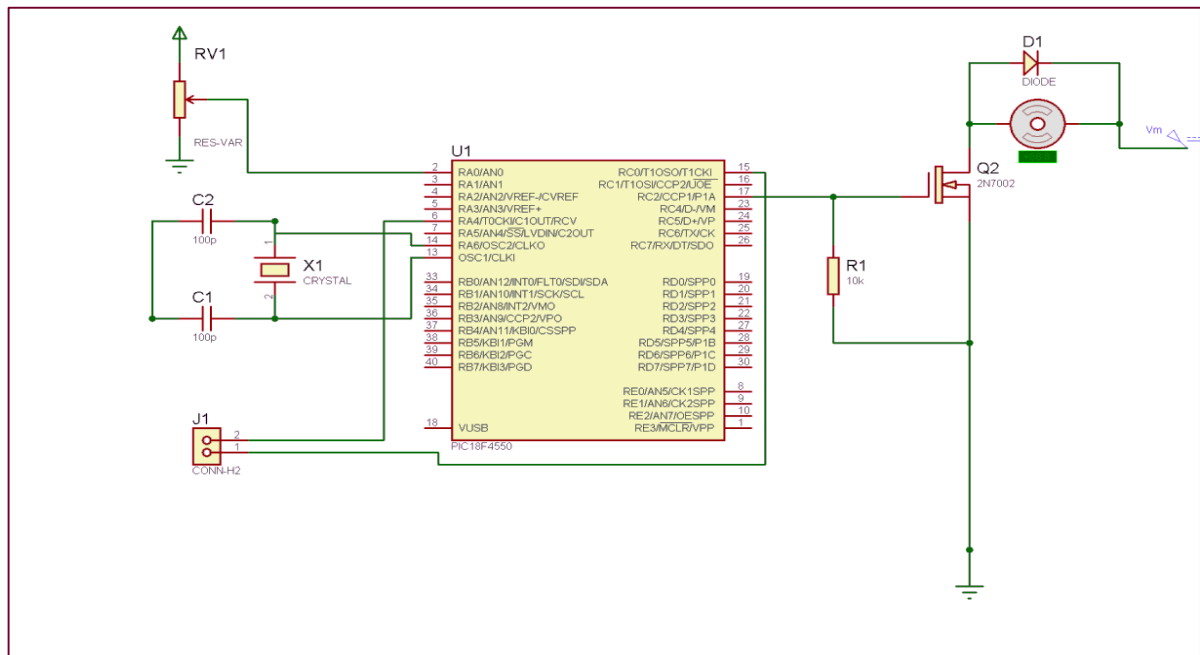 RV1
RES-VAR
C2
100p
1
X1
CRYSTAL
2
C1
100p
J1
2
1
CONN-H2
U1
2 RA0/AN0 RC0/T1OSO/T1CKI 15
3 RA1/AN1 RC1/T1OSI/CCP2/UOE 16
4 RA2/AN2/VREF-/CVREF RC2/CCP1/P1A 17
5 RA3/AN3/VREF+ RC4/D-/VM 23
6 RA4/T0CKI/C1OUT/RCV RC5/D+/VP 24
7 RA5/AN4/SS/LVDIN/C2OUT RC6/TX/CK 25
14 RA6/OSC2/CLKO RC7/RX/DT/SDO 26
13 OSC1/CLKI
33 RB0/AN12/INT0/FLT0/SDI/SDA RD0/SPP0 19
34 RB1/AN10/INT1/SCK/SCL RD1/SPP1 20
35 RB2/AN8/INT2/VMO RD2/SPP2 21
36 RB3/AN9/CCP2/VPO RD3/SPP3 22
37 RB4/AN11/KBI0/CSSPP RD4/SPP4 27
38 RB5/KBI1/PGM RD5/SPP5/P1B 28
39 RB6/KBI2/PGC RD6/SPP6/P1C 29
40 RB7/KBI3/PGD RD7/SPP7/P1D 30
RE0/AN5/CK1SPP 8
RE1/AN6/CK2SPP 9
RE2/AN7/OESPP 10
18 VUSB RE3/MCLR/VPP 1
PIC18F4550
D1
DIODE
Vm
Q2
2N7002
R1
10k